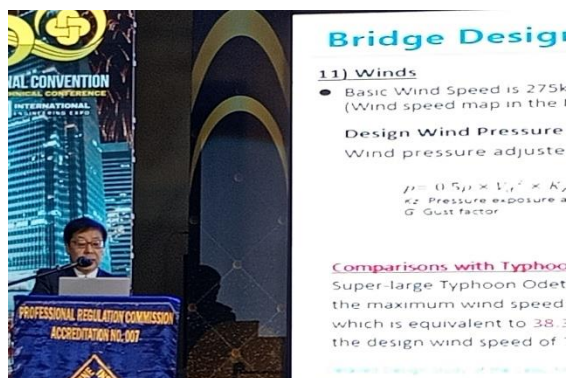 AL CONVENTION
NICAL CONFERENCE
INTERNATIONAL
ENGINEERING EXPO
PROFESSIONAL REGULATION COMMISSION
ACCREDITATION NO. 007
Bridge Desig
11) Winds
● Basic Wind Speed is 275k
(Wind speed map in the
Design Wind Pressure
Wind pressure adjuste
Kz Pressure exposure a
G Gust factor
Comparisons with Typhoo
Super-large Typhoon Odet
the maximum wind speed
which is equivalent to 38.
the design wind speed of